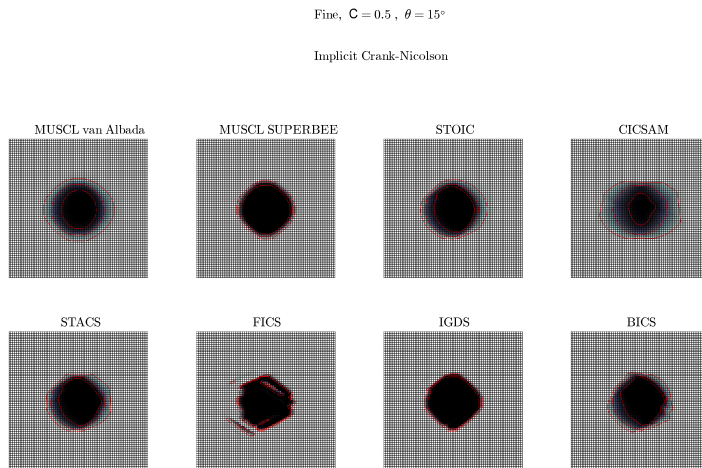 Fine, C = 0.5 , θ = 15°
Implicit Crank-Nicolson
MUSCL van Albada MUSCL SUPERBEE STOIC CICSAM
STACS FICS IGDS BICS